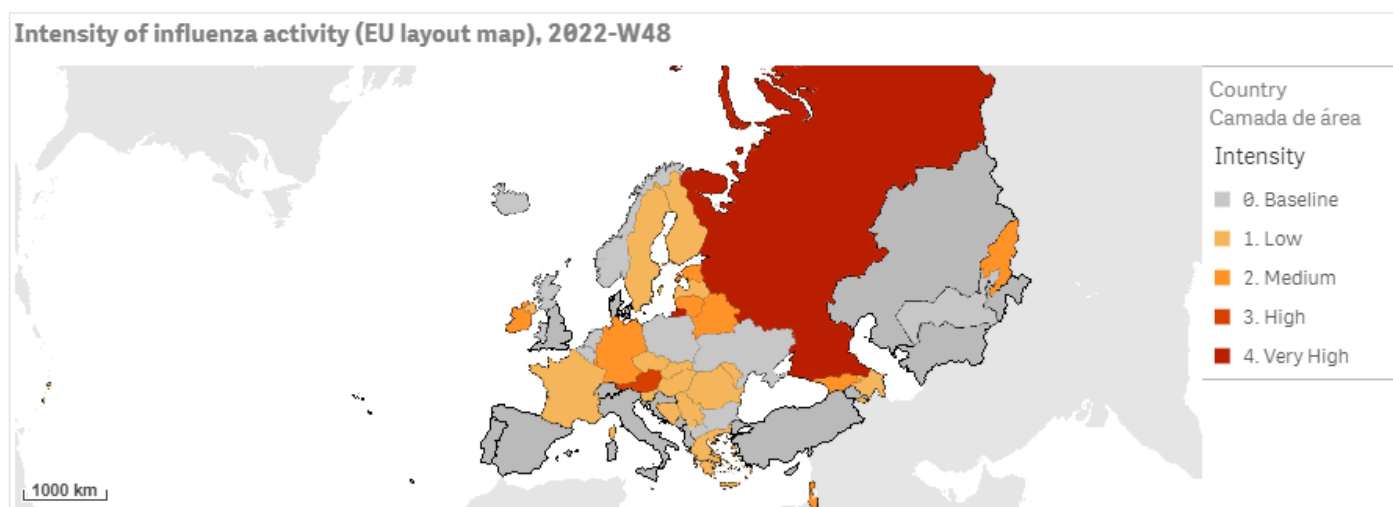 Intensity of influenza activity (EU layout map), 2022-W48
Country
Camada de área
Intensity
0. Baseline
1. Low
2. Medium
3. High
4. Very High
1000 km